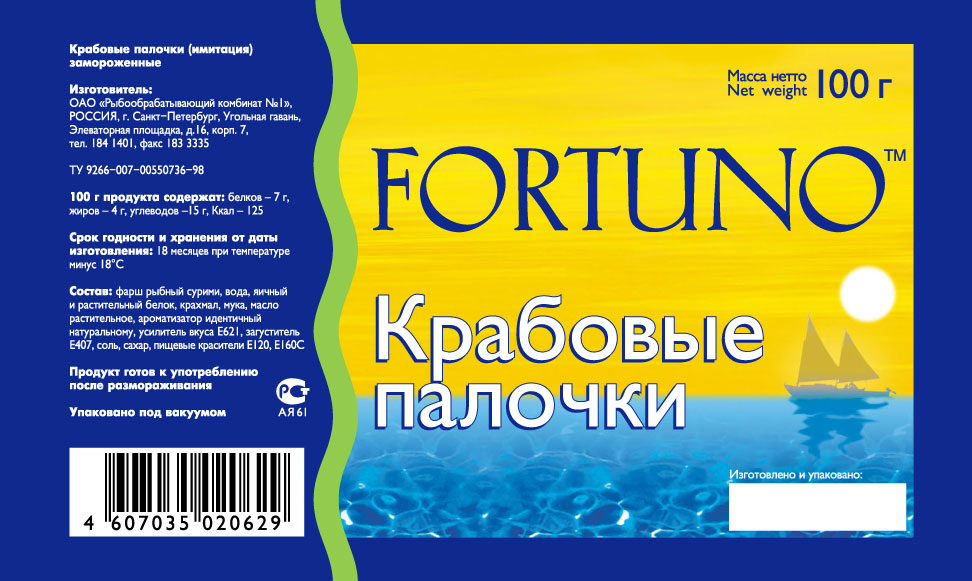 Крабовые палочки (имитация)
замороженные
Изготовитель:
ОАО «Рыбообрабатывающий комбинат №1»,
РОССИЯ, г. Санкт–Петербург, Угольная гавань,
Элеваторная площадка, д.16, корп. 7,
тел. 184 1401, факс 183 3335
ТУ 9266–007–00550736–98
100 г продукта содержат: белков – 7 г,
жиров – 4 г, углеводов –15 г, Ккал – 125
Срок годности и хранения от даты
изготовления: 18 месяцев при температуре
минус 18°С
Состав: фарш рыбный сурими, вода, яичный
и растительный белок, крахмал, мука, масло
растительное, ароматизатор идентичный
натуральному, усилитель вкуса Е621, загуститель
Е407, соль, сахар, пищевые красители Е120, Е160С
Продукт готов к употреблению
после размораживания
Упаковано под вакуумом
РСТ
АЯ61
4 607035 020629
Масса нетто
Net weight 100 г
FORTUNO™
Крабовые
палочки
Изготовлено и упаковано: